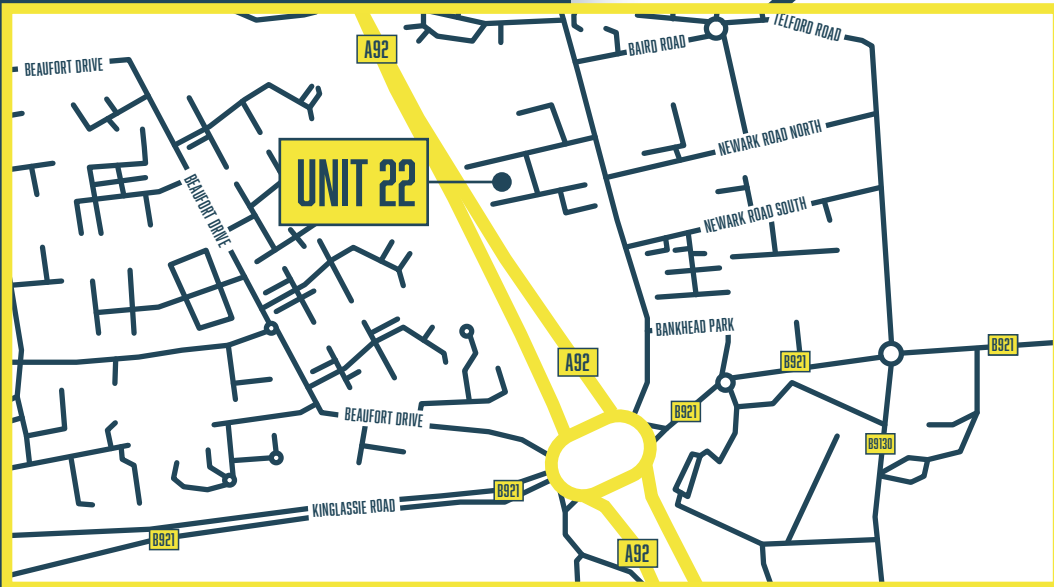 TELFORD ROAD
BAIRD ROAD
A92
BEAUFORT DRIVE
NEWARK ROAD NORTH
UNIT 22
BEAUFORT DRIVE
NEWARK ROAD SOUTH
BANKHEAD PARK
B921
A92
B921
B921
BEAUFORT DRIVE
B9130
B921
KINGLASSIE ROAD
B921
A92